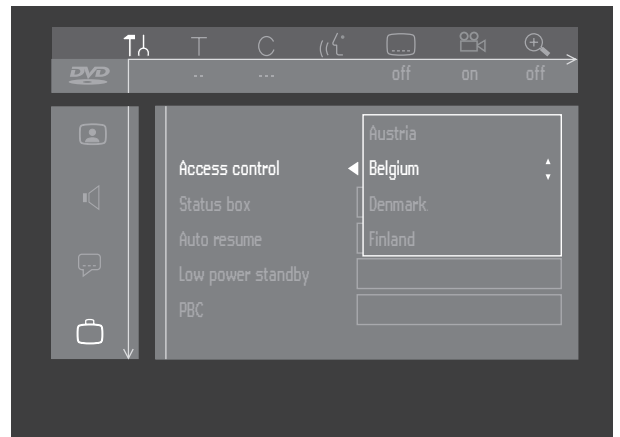 T C
DVD -- --- off on off
Austria
Access control Belgium
Status box Denmark
Auto resume Finland
Low power standby
PBC